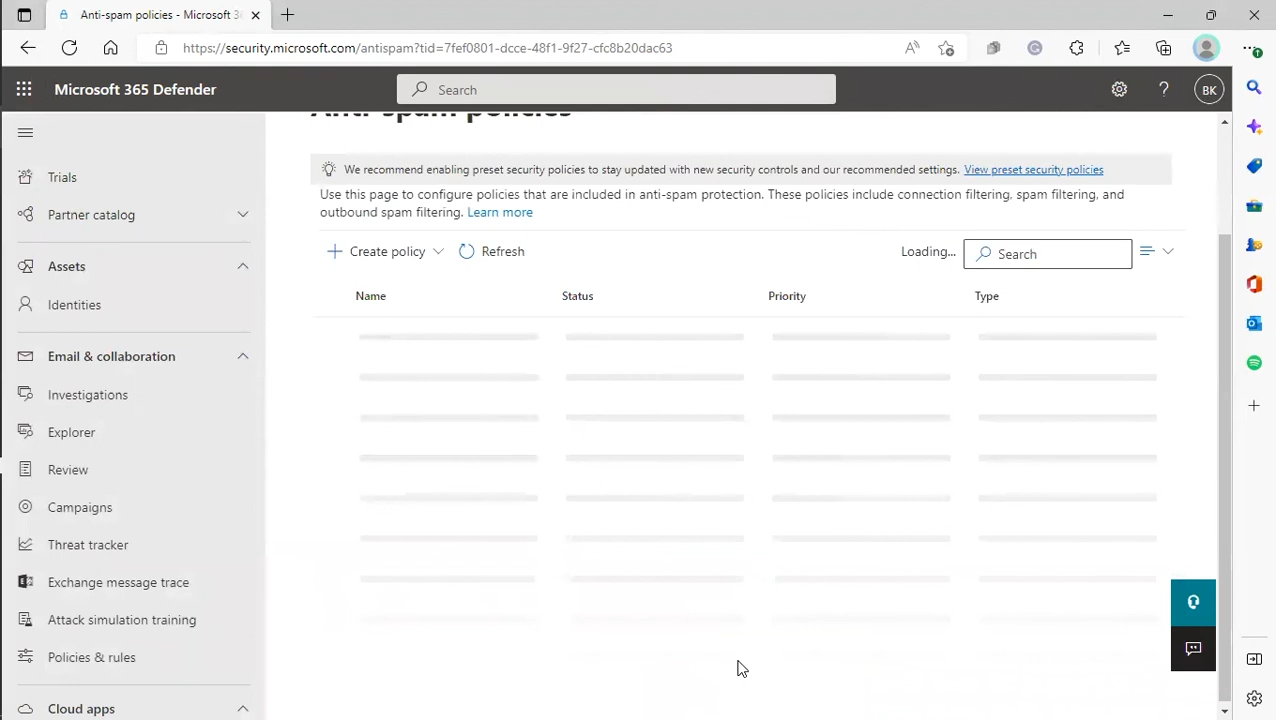 Anti-spam policies - Microsoft 36
https://security.microsoft.com/antispam?tid=7fef0801-dcce-48f1-9f27-cfc8b20dac63
Microsoft 365 Defender
Search
BK
Anti-spam policies
Trials
Partner catalog
Assets
Identities
Email & collaboration
Investigations
Explorer
Review
Campaigns
Threat tracker
Exchange message trace
Attack simulation training
Policies & rules
Cloud apps
We recommend enabling preset security policies to stay updated with new security controls and our recommended settings. View preset security policies
Use this page to configure policies that are included in anti-spam protection. These policies include connection filtering, spam filtering, and
outbound spam filtering. Learn more
Create policy
Refresh
Loading...
Search
Name Status Priority Type